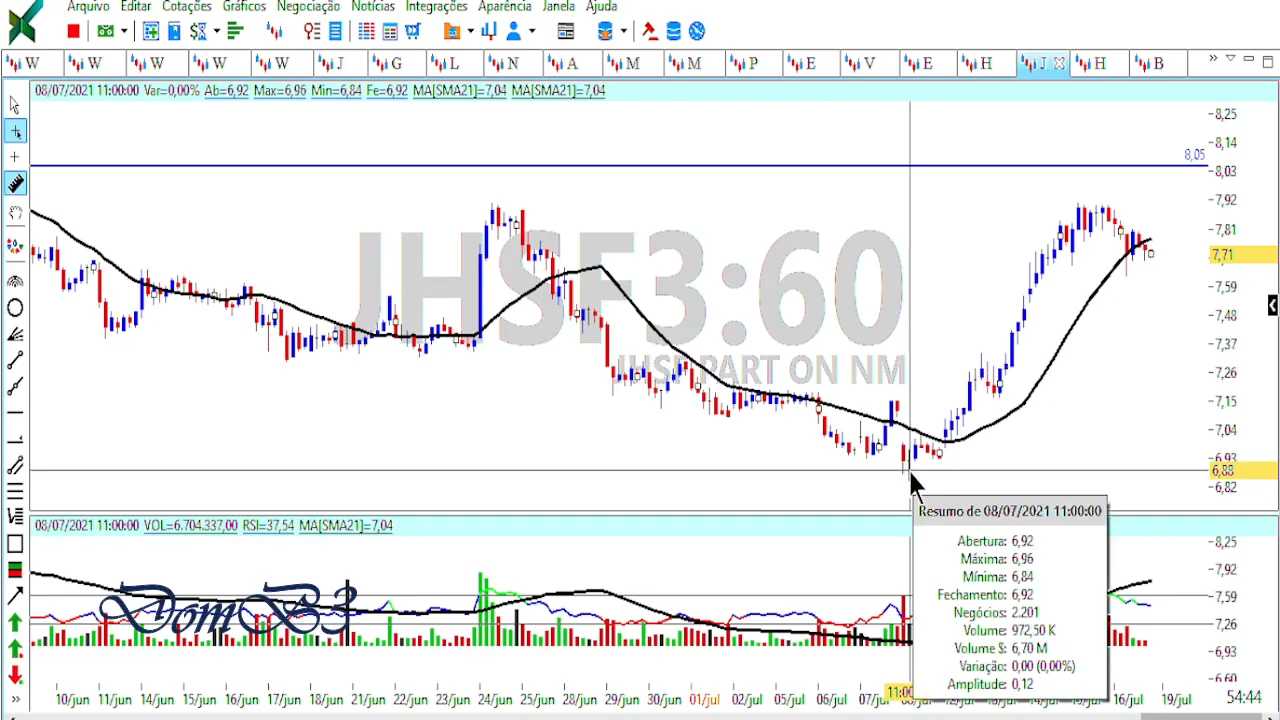 Arquivo Editar Cotações Gráficos Negociação Notícias Integrações Aparência Janela Ajuda
W W W W W J G L N A M M P E V E H J H B
08/07/2021 11:00:00 Var=0,00% Ab=6,92 Max=6,96 Min=6,84 Fe=6,92 MA[SMA21]=7,04 MA[SMA21]=7,04
8,25
8,14
8,05
8,03
7,92
7,81
7,71
7,59
7,48
7,37
7,26
7,15
7,04
6,93
6,88
6,82
JHSF3:60
JHSF PART ON NM
08/07/2021 11:00:00 VOL=6.704.337,00 RSI=37,54 MA[SMA21]=7,04
8,25
7,92
7,59
7,26
6,93
6,60
DomB3
Resumo de 08/07/2021 11:00:00
Abertura: 6,92
Máxima: 6,96
Mínima: 6,84
Fechamento: 6,92
Negócios: 2.201
Volume: 972,50 K
Volume $: 6,70 M
Variação: 0,00 (0,00%)
Amplitude: 0,12
10/jun 11/jun 14/jun 15/jun 16/jun 17/jun 18/jun 21/jun 22/jun 23/jun 24/jun 25/jun 28/jun 29/jun 30/jun 01/jul 02/jul 05/jul 06/jul 07/jul 11:00 16/jul 19/jul 54:44